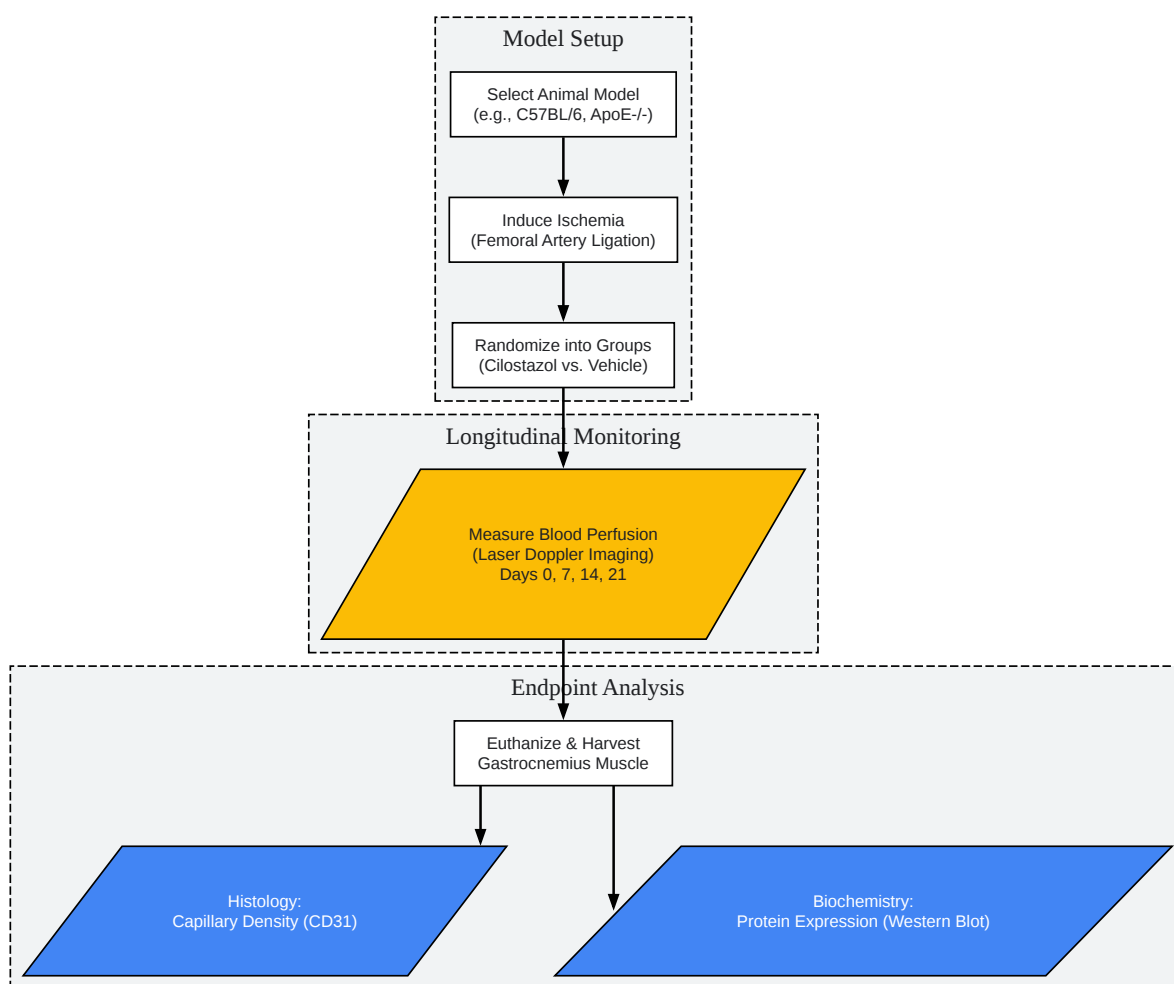 Model Setup
Select Animal Model
(e.g., C57BL/6, ApoE-/-)
Induce Ischemia
(Femoral Artery Ligation)
Randomize into Groups
(Cilostazol vs. Vehicle)
Longitudinal Monitoring
Measure Blood Perfusion
(Laser Doppler Imaging)
Days 0, 7, 14, 21
Endpoint Analysis
Euthanize & Harvest
Gastrocnemius Muscle
Histology:
Capillary Density (CD31)
Biochemistry:
Protein Expression (Western Blot)